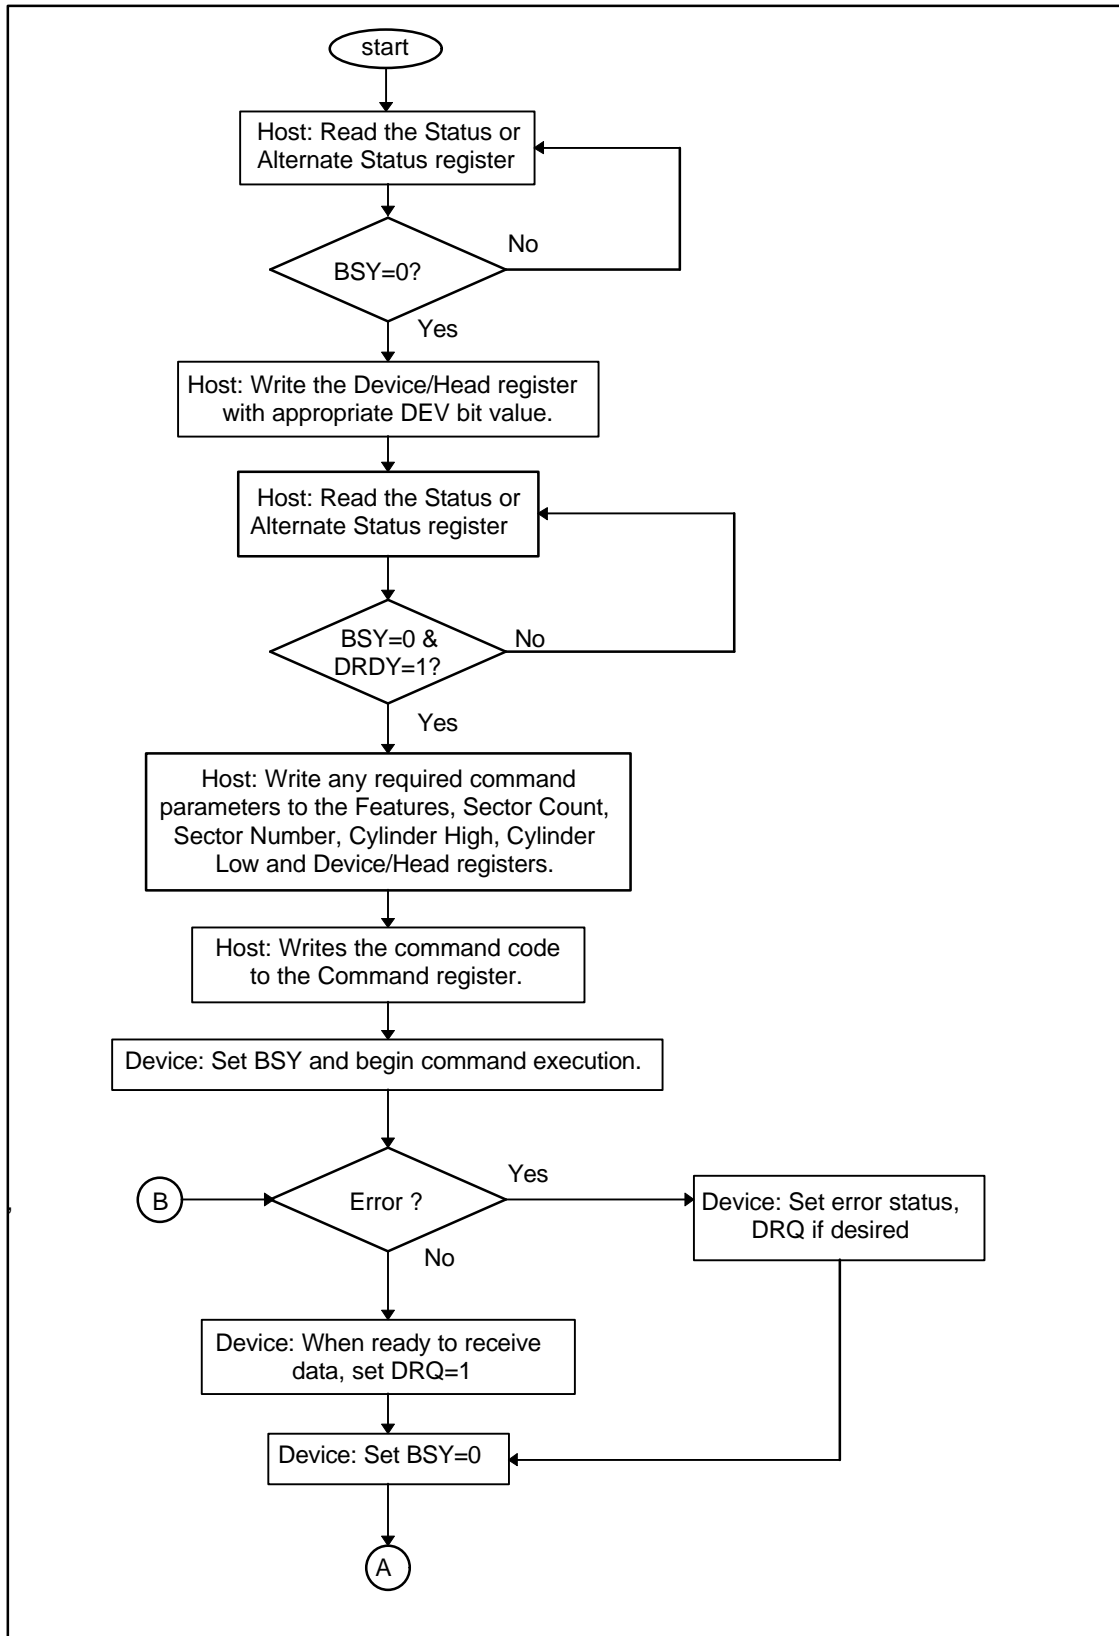 start
Host: Read the Status or
Alternate Status register
No
BSY=0?
Yes
Host: Write the Device/Head register
with appropriate DEV bit value.
Host: Read the Status or
Alternate Status register
BSY=0 &
DRDY=1?
No
Yes
Host: Write any required command
parameters to the Features, Sector Count,
Sector Number, Cylinder High, Cylinder
Low and Device/Head registers.
Host: Writes the command code
to the Command register.
Device: Set BSY and begin command execution.
B
Error ?
Yes
Device: Set error status,
DRQ if desired
,
No
Device: When ready to receive
data, set DRQ=1
Device: Set BSY=0
A